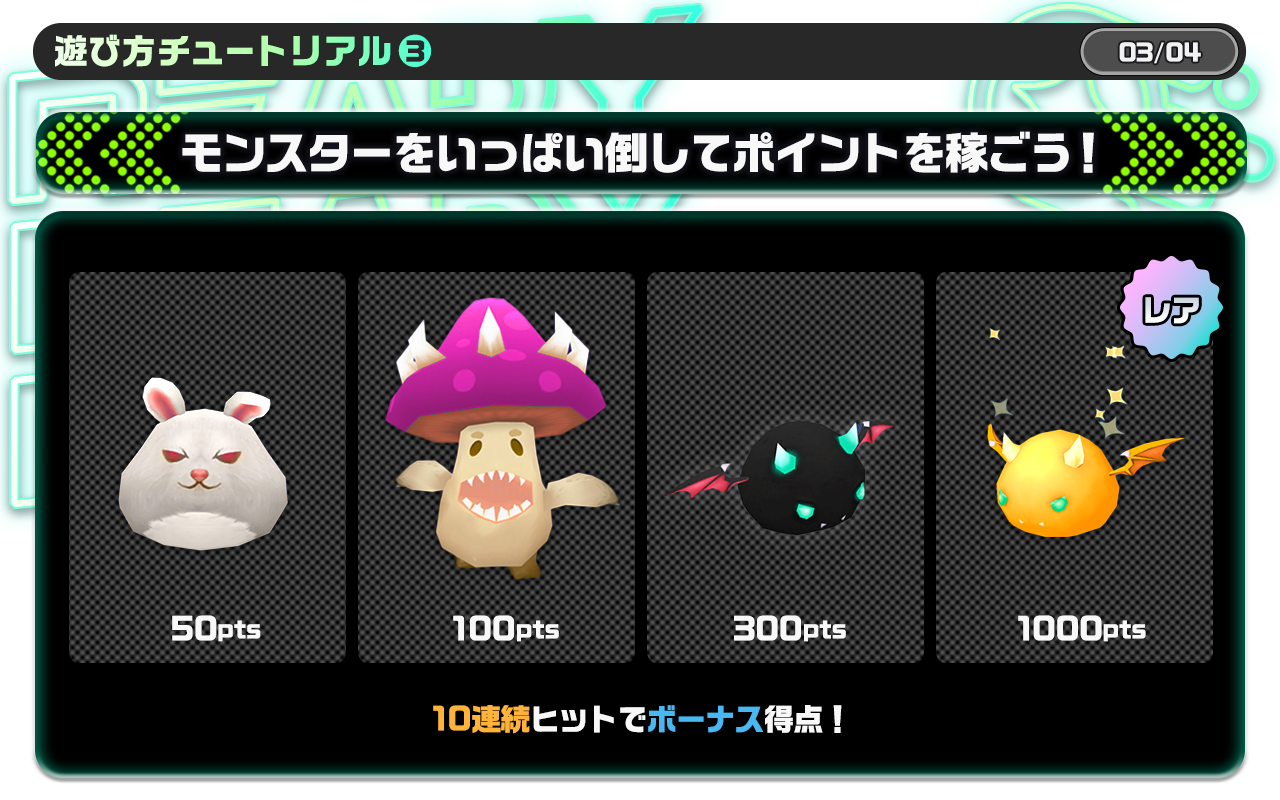 遊び方チュートリアル❸
03/04
モンスターをいっぱい倒してポイントを稼ごう！
レア
50pts
100pts
300pts
1000pts
10連続ヒットでボーナス得点！